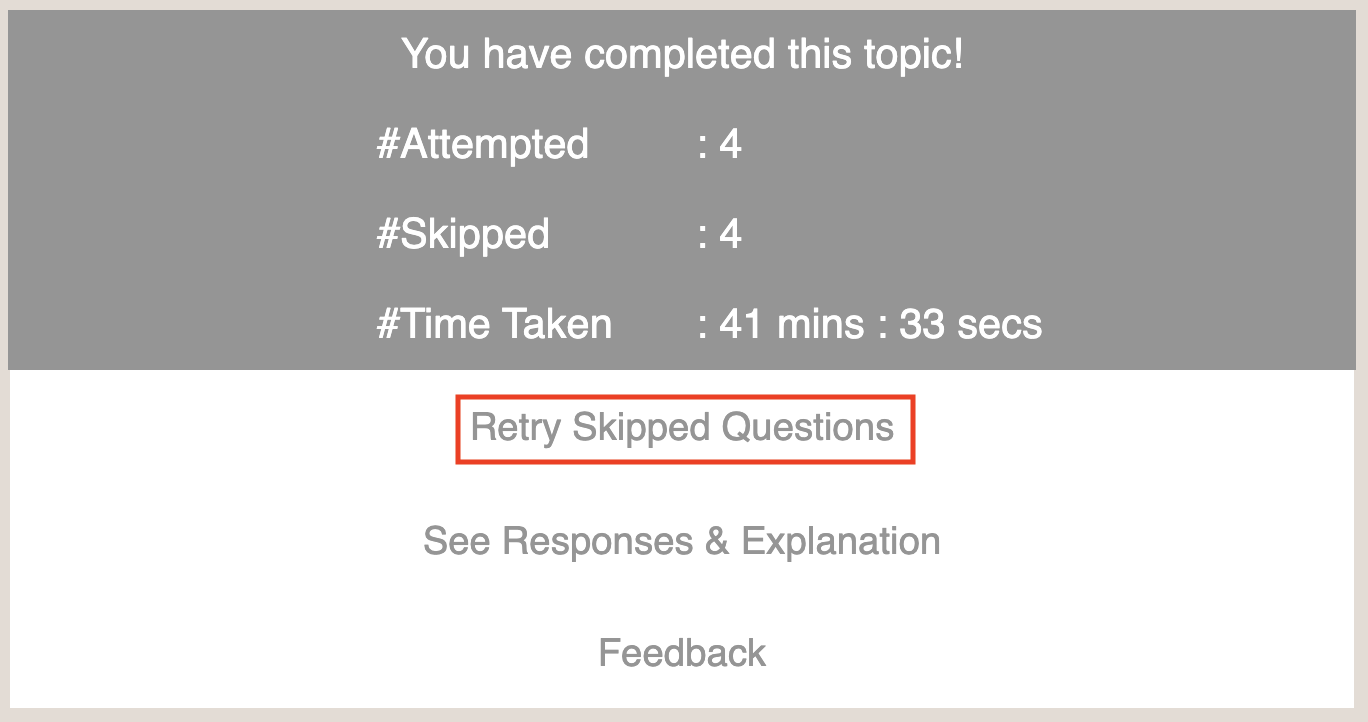 You have completed this topic!
#Attempted : 4
#Skipped : 4
#Time Taken : 41 mins : 33 secs
Retry Skipped Questions
See Responses & Explanation
Feedback